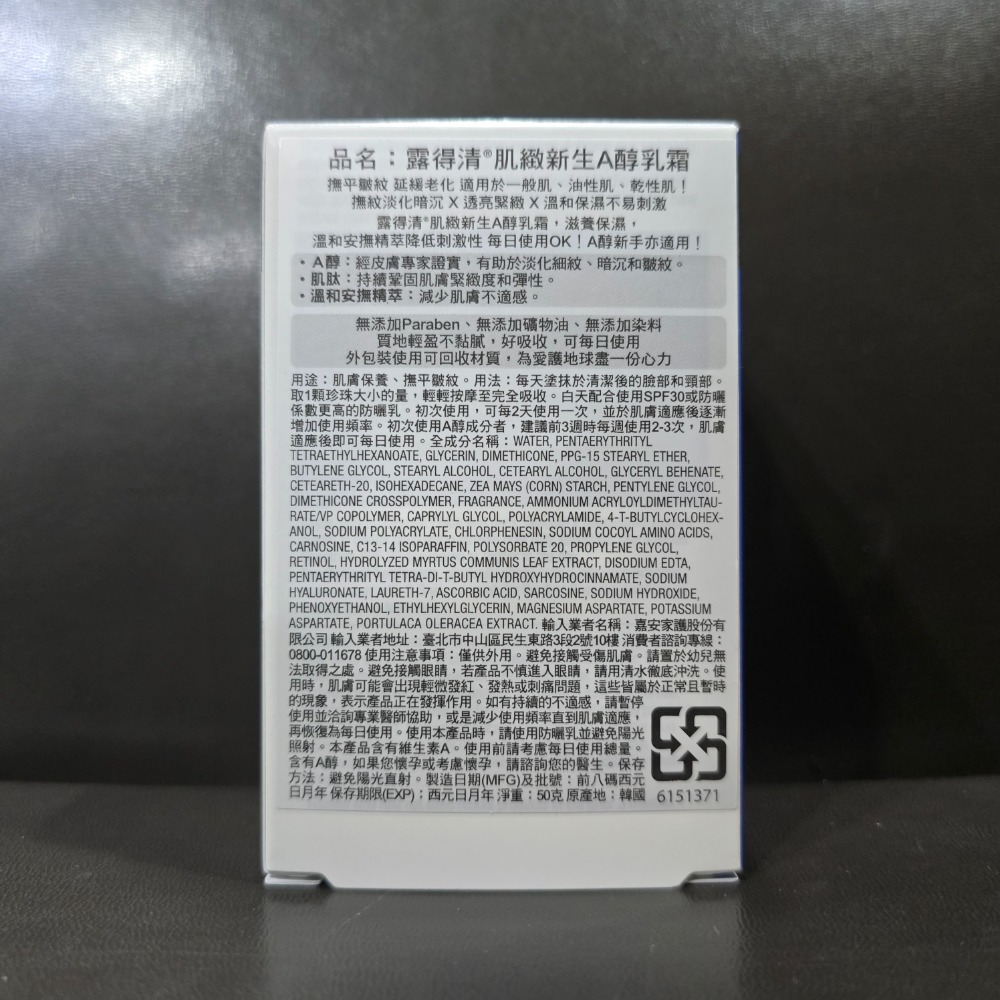 品名：露得清®肌緻新生A醇乳霜
撫平皺紋 延緩老化 適用於一般肌、油性肌、乾性肌！
撫紋淡化暗沉 X 透亮緊緻 X 溫和保濕不易刺激
露得清®肌緻新生A醇乳霜，滋養保濕，
溫和安撫精萃降低刺激性 每日使用OK！A醇新手亦適用！
・A醇：經皮膚專家證實，有助於淡化細紋、暗沉和皺紋。
・肌肽：持續鞏固肌膚緊緻度和彈性。
・溫和安撫精萃：減少肌膚不適感。
無添加Paraben、無添加礦物油、無添加染料
質地輕盈不黏膩，好吸收，可每日使用
外包裝使用可回收材質，為愛護地球盡一份心力
用途：肌膚保養、撫平皺紋。用法：每天塗抹於清潔後的臉部和頸部。
取1顆珍珠大小的量，輕輕按摩至完全吸收。白天配合使用SPF30或防曬
係數更高的防曬乳。初次使用，可每2天使用一次，並於肌膚適應後逐漸
增加使用頻率。初次使用A醇成分者，建議前3週時每週使用2-3次，肌膚
適應後即可每日使用。全成分名稱：WATER, PENTAERYTHRITYL
TETRAETHYLHEXANOATE, GLYCERIN, DIMETHICONE, PPG-15 STEARYL ETHER,
BUTYLENE GLYCOL, STEARYL ALCOHOL, CETEARYL ALCOHOL, GLYCERYL BEHENATE,
CETEARETH-20, ISOHEXADECANE, ZEA MAYS (CORN) STARCH, PENTYLENE GLYCOL,
DIMETHICONE CROSSPOLYMER, FRAGRANCE, AMMONIUM ACRYLOYLDIMETHYLTAU-
RATE/VP COPOLYMER, CAPRYLYL GLYCOL, POLYACRYLAMIDE, 4-T-BUTYLCYCLOHEX-
ANOL, SODIUM POLYACRYLATE, CHLORPHENESIN, SODIUM COCOYL AMINO ACIDS,
CARNOSINE, C13-14 ISOPARAFFIN, POLYSORBATE 20, PROPYLENE GLYCOL,
RETINOL, HYDROLYZED MYRTUS COMMUNIS LEAF EXTRACT, DISODIUM EDTA,
PENTAERYTHRITYL TETRA-DI-T-BUTYL HYDROXYHYDROCINNAMATE, SODIUM
HYALURONATE, LAURETH-7, ASCORBIC ACID, SARCOSINE, SODIUM HYDROXIDE,
PHENOXYETHANOL, ETHYLHEXYLGLYCERIN, MAGNESIUM ASPARTATE, POTASSIUM
ASPARTATE, PORTULACA OLERACEA EXTRACT. 輸入業者名稱：嘉安家護股份有
限公司 輸入業者地址：臺北市中山區民生東路3段2號10樓 消費者諮詢專線：
0800-011678 使用注意事項：僅供外用。避免接觸受傷肌膚。請置於幼兒無
法取得之處。避免接觸眼睛，若產品不慎進入眼睛，請用清水徹底沖洗。使
用時，肌膚可能會出現輕微發紅、發熱或刺痛問題，這些皆屬於正常且暫時
的現象，表示產品正在發揮作用。如有持續的不適感，請暫停
使用並洽詢專業醫師協助，或是減少使用頻率直到肌膚適應，
再恢復為每日使用。使用本產品時，請使用防曬乳並避免陽光
照射。本產品含有維生素A。使用前請考慮每日使用總量。
含有A醇，如果您懷孕或考慮懷孕，請諮詢您的醫生。保存
方法：避免陽光直射。製造日期(MFG)及批號：前八碼西元
日月年 保存期限(EXP)：西元日月年 淨重：50克 原產地：韓國
6151371